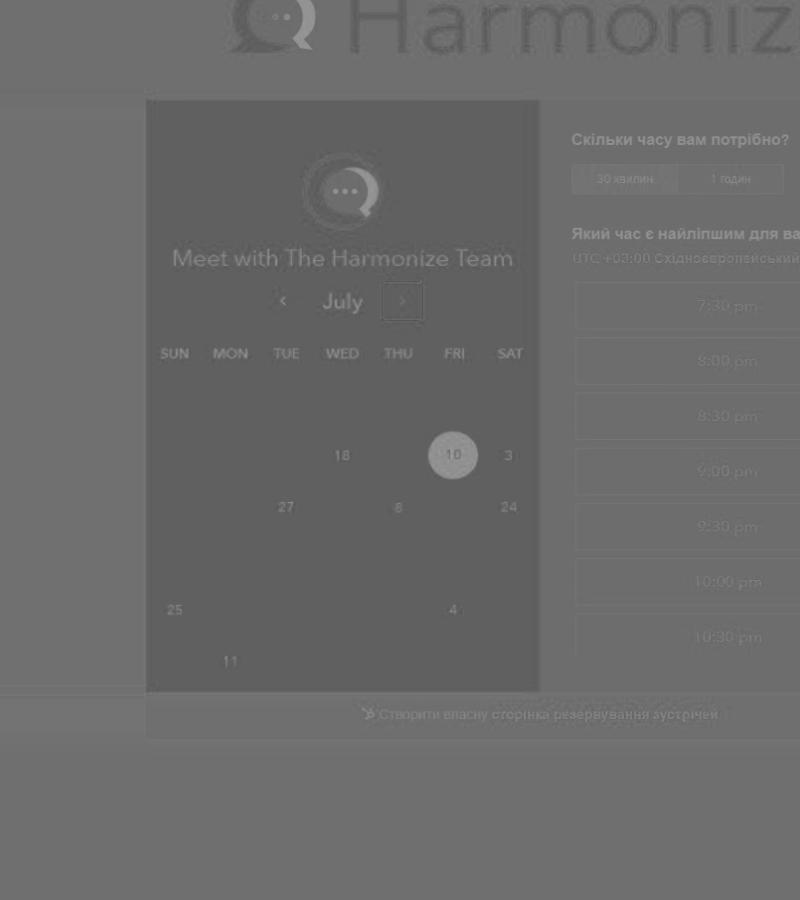 Harmoniz
Meet with The Harmonize Team
July
SUN MON TUE WED THU FRI SAT
18 10 3
27 8 24
25 4
11
Скільки часу вам потрібно?
30 хвилин 1 годин
Який час є найліпшим для ва
UTC +03:00 Східноєвропейський
7:30 pm
8:00 pm
8:30 pm
9:00 pm
9:30 pm
10:00 pm
10:30 pm
Створити власну сторінка резервування зустрічей